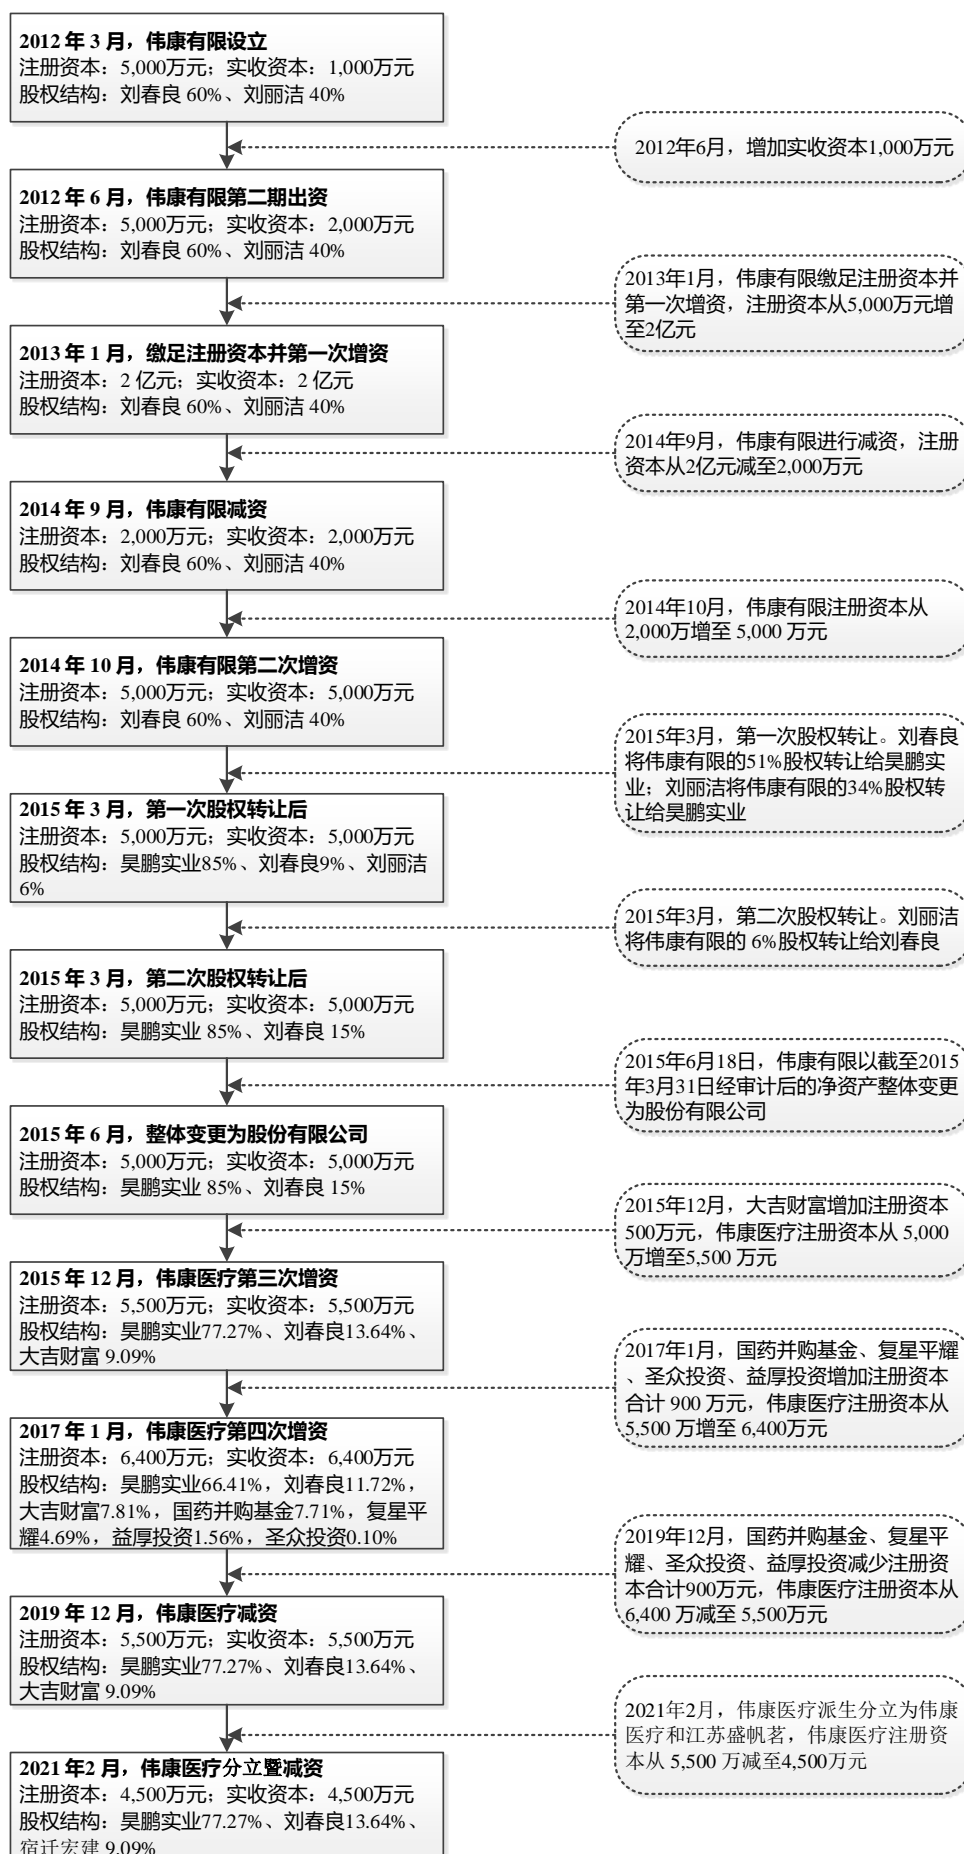 2012 年 3 月，伟康有限设立
注册资本：5,000万元；实收资本：1,000万元
股权结构：刘春良 60%、刘丽洁 40%
2012年6月，增加实收资本1,000万元
2012 年 6 月，伟康有限第二期出资
注册资本：5,000万元；实收资本：2,000万元
股权结构：刘春良 60%、刘丽洁 40%
2013年1月，伟康有限缴足注册资本并
第一次增资，注册资本从5,000万元增
至2亿元
2013 年 1 月，缴足注册资本并第一次增资
注册资本：2 亿元；实收资本：2 亿元
股权结构：刘春良 60%、刘丽洁 40%
2014年9月，伟康有限进行减资，注册
资本从2亿元减至2,000万元
2014 年 9 月，伟康有限减资
注册资本：2,000万元；实收资本：2,000万元
股权结构：刘春良 60%、刘丽洁 40%
2014年10月，伟康有限注册资本从
2,000万增至 5,000 万元
2014 年 10 月，伟康有限第二次增资
注册资本：5,000万元；实收资本：5,000万元
股权结构：刘春良 60%、刘丽洁 40%
2015年3月，第一次股权转让。刘春良
将伟康有限的51%股权转让给昊鹏实
业；刘丽洁将伟康有限的34%股权转
让给昊鹏实业
2015 年 3 月，第一次股权转让后
注册资本：5,000万元；实收资本：5,000万元
股权结构：昊鹏实业85%、刘春良9%、刘丽洁
6%
2015年3月，第二次股权转让。刘丽洁
将伟康有限的 6%股权转让给刘春良
2015 年 3 月，第二次股权转让后
注册资本：5,000万元；实收资本：5,000万元
股权结构：昊鹏实业 85%、刘春良 15%
2015年6月18日，伟康有限以截至2015
年3月31日经审计后的净资产整体变更
为股份有限公司
2015 年 6 月，整体变更为股份有限公司
注册资本：5,000万元；实收资本：5,000万元
股权结构：昊鹏实业 85%、刘春良 15%
2015年12月，大吉财富增加注册资本
500万元，伟康医疗注册资本从 5,000
万增至5,500 万元
2015 年 12 月，伟康医疗第三次增资
注册资本：5,500万元；实收资本：5,500万元
股权结构：昊鹏实业77.27%、刘春良13.64%、
大吉财富 9.09%
2017年1月，国药并购基金、复星平耀
、圣众投资、益厚投资增加注册资本
合计 900 万元，伟康医疗注册资本从
5,500 万增至 6,400万元
2017 年 1 月，伟康医疗第四次增资
注册资本：6,400万元；实收资本：6,400万元
股权结构：昊鹏实业66.41%，刘春良11.72%，
大吉财富7.81%，国药并购基金7.71%，复星平
耀4.69%，益厚投资1.56%，圣众投资0.10%
2019年12月，国药并购基金、复星平
耀、圣众投资、益厚投资减少注册资
本合计900万元，伟康医疗注册资本从
6,400 万减至 5,500万元
2019 年 12 月，伟康医疗减资
注册资本：5,500万元；实收资本：5,500万元
股权结构：昊鹏实业77.27%、刘春良13.64%、
大吉财富 9.09%
2021年2月，伟康医疗派生分立为伟康
医疗和江苏盛帆茗，伟康医疗注册资
本从 5,500 万减至4,500万元
2021 年2 月，伟康医疗分立暨减资
注册资本：4,500万元；实收资本：4,500万元
股权结构：昊鹏实业77.27%、刘春良13.64%、
宿迁宏建 9.09%